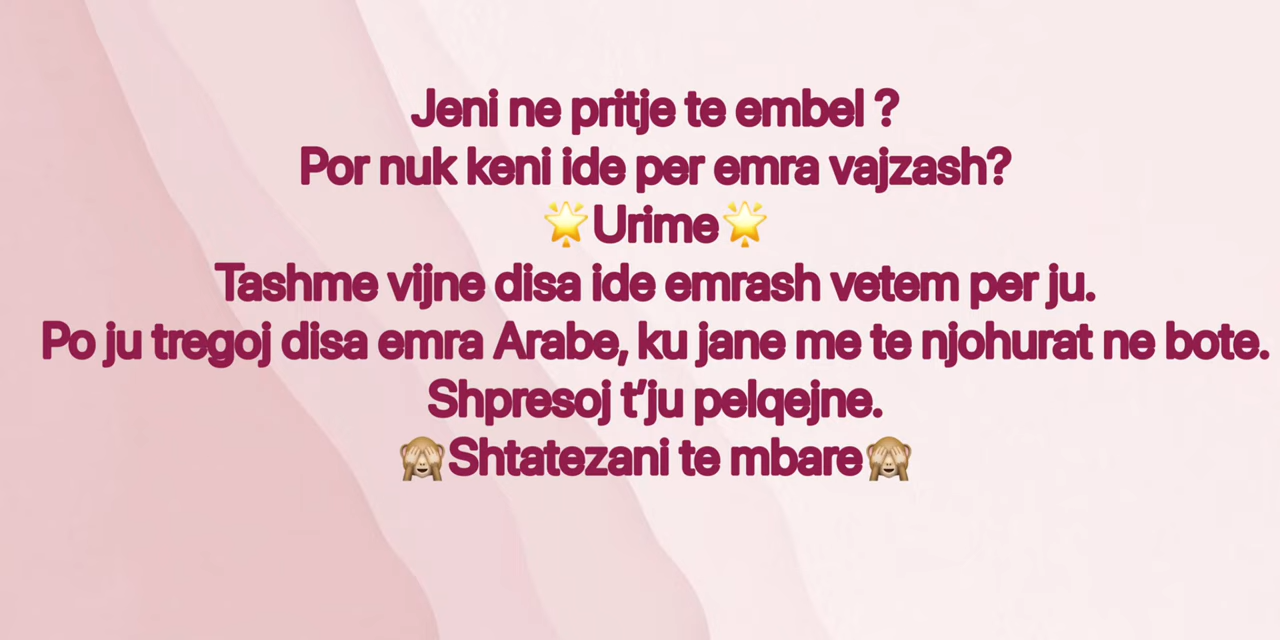 Jeni ne pritje te embel ?
Por nuk keni ide per emra vajzash?
🌟Urime🌟
Tashme vijne disa ide emrash vetem per ju.
Po ju tregoj disa emra Arabe, ku jane me te njohurat ne bote.
Shpresoj t’ju pelqejne.
🙈Shtatezani te mbare🙈